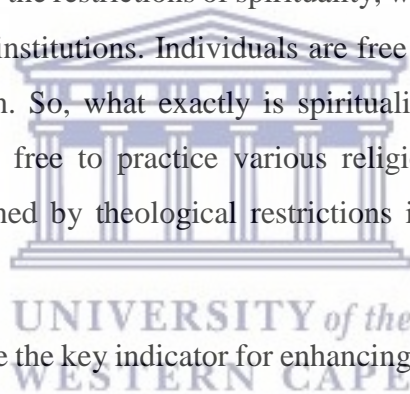 the restrictions of spirituality, w
institutions. Individuals are free
So, what exactly is spirituali
free to practice various religi
ned by theological restrictions i
UNIVERSITY of the
e the key indicator for enhancing
WESTERN CAPE